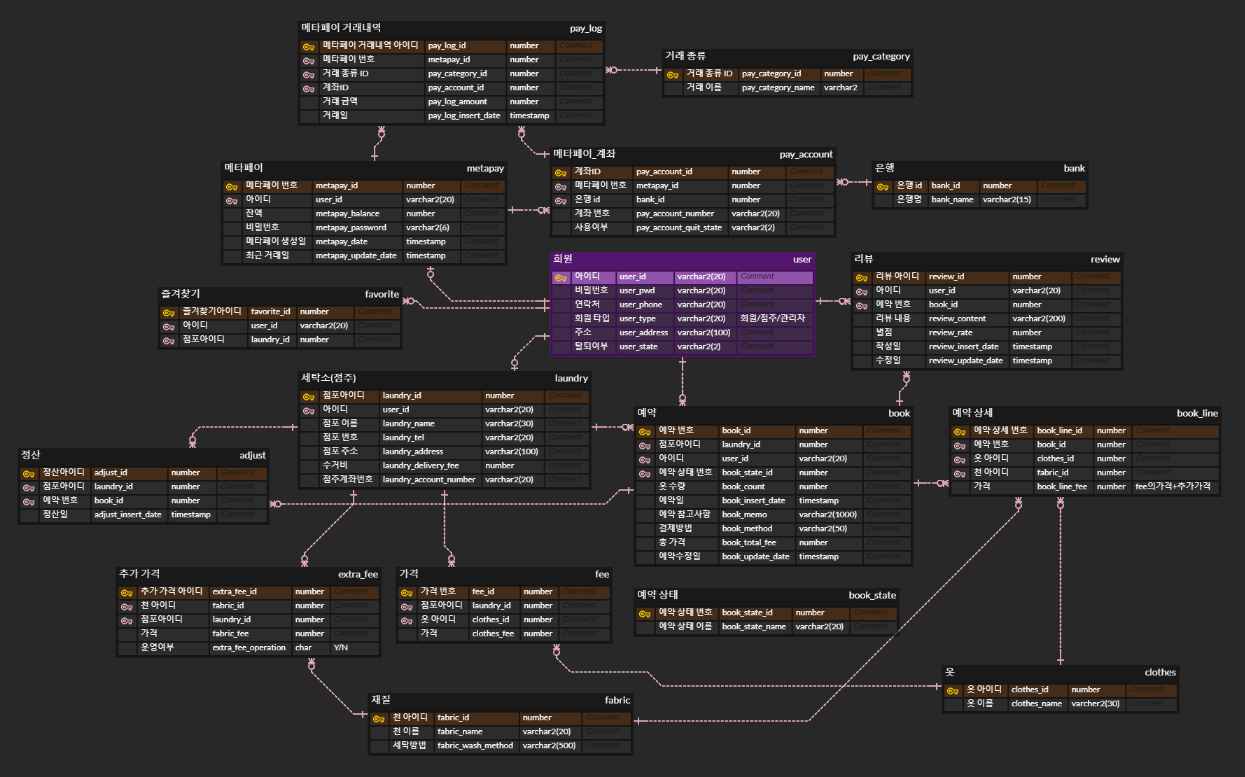 메타페이 거래내역 pay_log
메타페이 거래내역 아이디 pay_log_id number Comment
메타페이 번호 metapay_id number Comment
거래 종류 ID pay_category_id number Comment
계좌ID pay_account_id number Comment
거래 금액 pay_log_amount number Comment
거래일 pay_log_insert_date timestamp Comment
거래 종류 pay_category
거래 종류 ID pay_category_id number Comment
거래 이름 pay_category_name varchar2 Comment
메타페이 metapay
메타페이 번호 metapay_id number Comment
아이디 user_id varchar2(20) Comment
잔액 metapay_balance number Comment
비밀번호 metapay_password varchar2(6) Comment
메타페이 생성일 metapay_date timestamp Comment
최근 거래일 metapay_update_date timestamp Comment
메타페이_계좌 pay_account
계좌ID pay_account_id number Comment
메타페이 번호 metapay_id number Comment
은행 id bank_id number Comment
계좌 번호 pay_account_number varchar2(20) Comment
사용여부 pay_account_quit_state varchar2(2) Comment
은행 bank
은행 id bank_id number Comment
은행명 bank_name varchar2(15) Comment
회원 user
아이디 user_id varchar2(20) Comment
비밀번호 user_pwd varchar2(20) Comment
연락처 user_phone varchar2(20) Comment
회원 타입 user_type varchar2(20) 회원/점주/관리자
주소 user_address varchar2(100) Comment
탈퇴여부 user_state varchar2(2) Comment
리뷰 review
리뷰 아이디 review_id number Comment
아이디 user_id varchar2(20) Comment
예약 번호 book_id number Comment
리뷰 내용 review_content varchar2(200) Comment
별점 review_rate number Comment
작성일 review_insert_date timestamp Comment
수정일 review_update_date timestamp Comment
즐겨찾기 favorite
즐겨찾기아이디 favorite_id number Comment
아이디 user_id varchar2(20) Comment
점포아이디 laundry_id number Comment
세탁소(점주) laundry
점포아이디 laundry_id number Comment
아이디 user_id varchar2(20) Comment
점포 이름 laundry_name varchar2(30) Comment
점포 번호 laundry_tel varchar2(20) Comment
점포 주소 laundry_address varchar2(100) Comment
수거비 laundry_delivery_fee number Comment
점주계좌번호 laundry_account_number varchar2(20) Comment
예약 book
예약 번호 book_id number Comment
점포아이디 laundry_id number Comment
아이디 user_id varchar2(20) Comment
예약 상태 번호 book_state_id number Comment
옷 수량 book_count number Comment
예약일 book_insert_date timestamp Comment
예약 참고사항 book_memo varchar2(1000) Comment
결제방법 book_method varchar2(50) Comment
총 가격 book_total_fee number Comment
예약수정일 book_update_date timestamp Comment
예약 상세 book_line
예약 상세 번호 book_line_id number Comment
예약 번호 book_id number Comment
옷 아이디 clothes_id number Comment
천 아이디 fabric_id number Comment
가격 book_line_fee number fee의가격+추가가격
정산 adjust
정산아이디 adjust_id number Comment
점포아이디 laundry_id number Comment
예약 번호 book_id number Comment
정산일 adjust_insert_date timestamp Comment
추가 가격 extra_fee
추가 가격 아이디 extra_fee_id number Comment
천 아이디 fabric_id number Comment
점포아이디 laundry_id number Comment
가격 fabric_fee number Comment
운영여부 extra_fee_operation char Y/N
가격 fee
가격 번호 fee_id number Comment
점포아이디 laundry_id number Comment
옷 아이디 clothes_id number Comment
가격 clothes_fee number Comment
예약 상태 book_state
예약 상태 번호 book_state_id number Comment
예약 상태 이름 book_state_name varchar2(20) Comment
재질 fabric
천 아이디 fabric_id number Comment
천 이름 fabric_name varchar2(20) Comment
세탁방법 fabric_wash_method varchar2(500) Comment
옷 clothes
옷 아이디 clothes_id number Comment
옷 이름 clothes_name varchar2(30) Comment